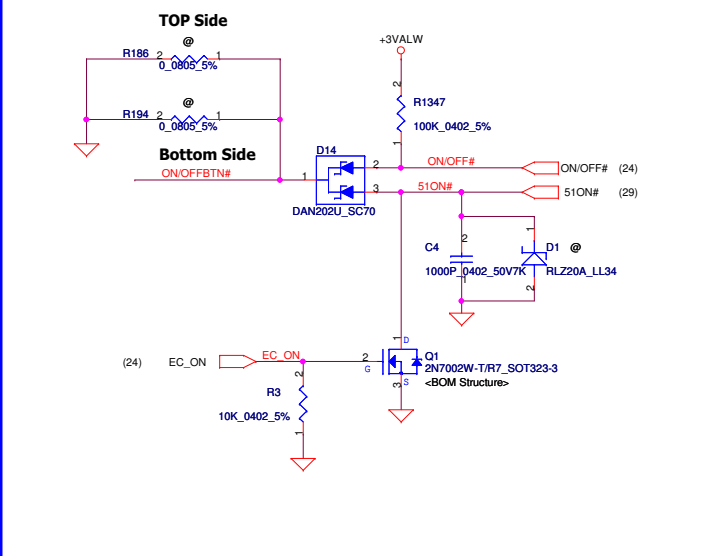 TOP Side
@
R186 2 1
0_0805_5%
@
R194 2 1
0_0805_5%
Bottom Side
ON/OFFBTN#
+3VALW
2
R1347
100K_0402_5%
1
D14
1
2
3
DAN202U_SC70
ON/OFF#
ON/OFF# (24)
51ON#
51ON# (29)
C4
2
1000P_0402_50V7K
1
1
D1 @
RLZ20A_LL34
2
(24) EC_ON
EC_ON
2
R3
10K_0402_5%
1
1 D
2
G
Q1
2N7002W-T/R7_SOT323-3
<BOM Structure>
3 S